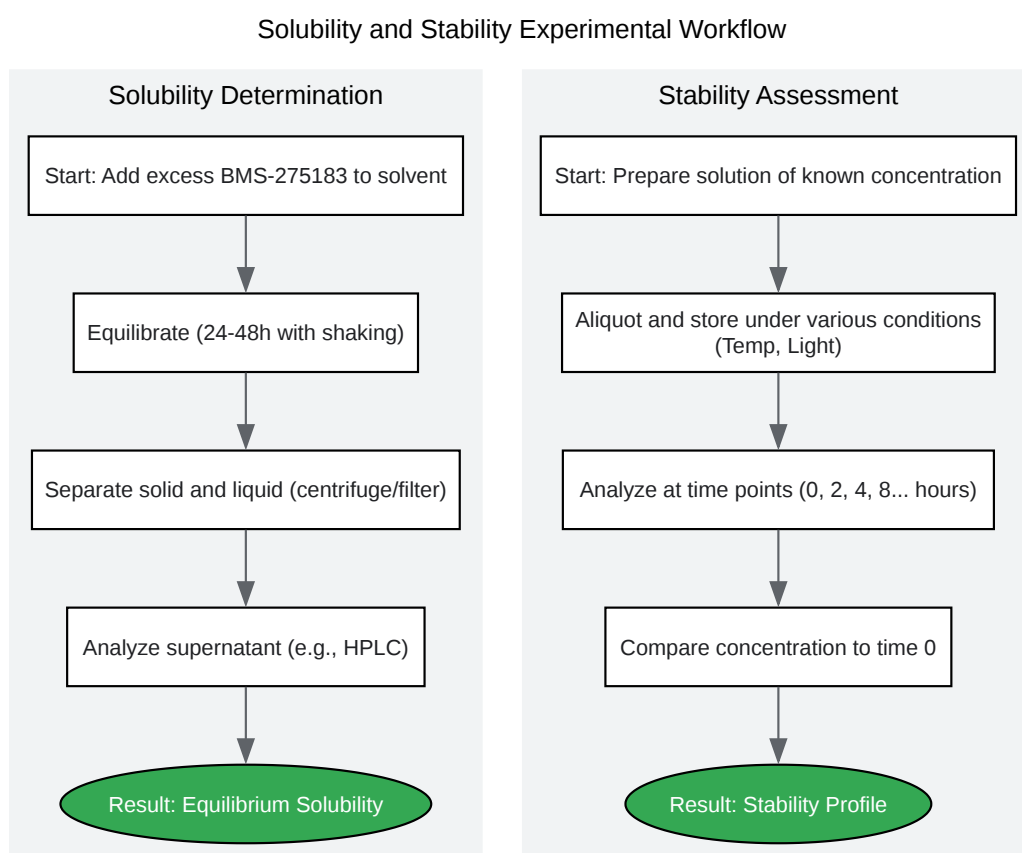 Solubility and Stability Experimental Workflow
Solubility Determination
Start: Add excess BMS-275183 to solvent
Equilibrate (24-48h with shaking)
Separate solid and liquid (centrifuge/filter)
Analyze supernatant (e.g., HPLC)
Result: Equilibrium Solubility
Stability Assessment
Start: Prepare solution of known concentration
Aliquot and store under various conditions
(Temp, Light)
Analyze at time points (0, 2, 4, 8... hours)
Compare concentration to time 0
Result: Stability Profile